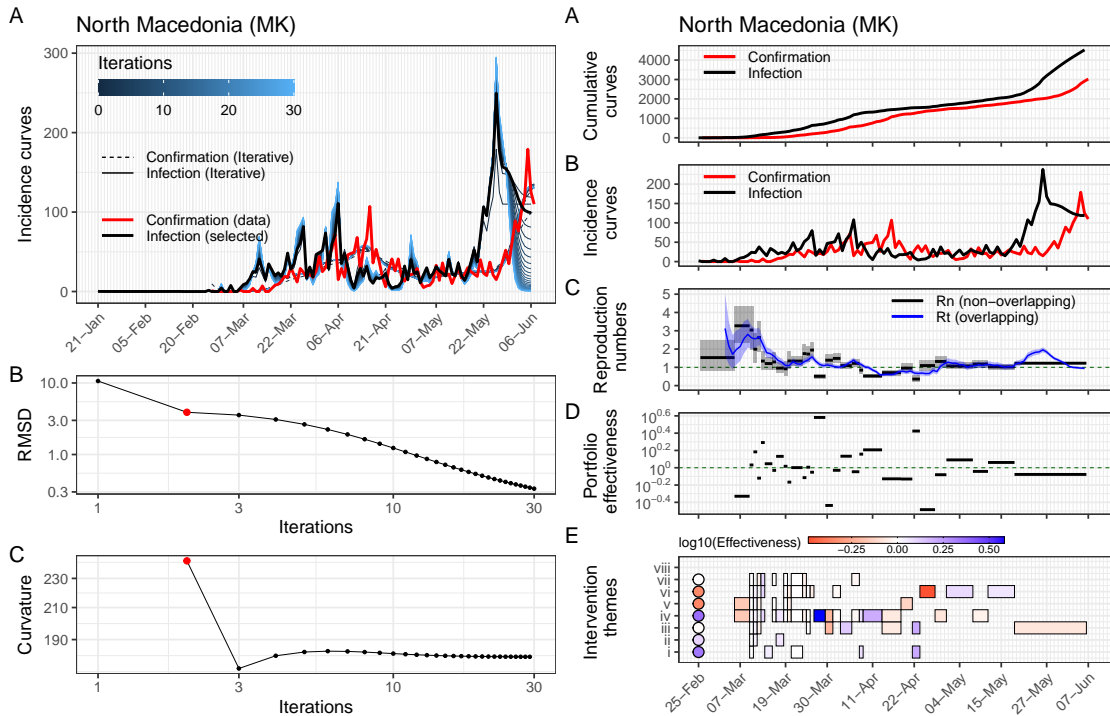 A
North Macedonia (MK)
Incidence curves
300
200
100
0
Iterations
0 10 20 30
Confirmation (Iterative)
Infection (Iterative)
Confirmation (data)
Infection (selected)
21−Jan
05−Feb
20−Feb
07−Mar
22−Mar
06−Apr
21−Apr
07−May
22−May
06−Jun
B
RMSD
10.0
3.0
1.0
0.3
1 3 10 30
Iterations
C
Curvature
230
190
1 3 10 30
Iterations
A
North Macedonia (MK)
Cumulative
curves
4000
3000
2000
1000
0
Confirmation
Infection
B
Incidence
curves
200
150
100
50
0
Confirmation
Infection
C
Reproduction
numbers
5
4
3
2
1
0
Rn (non−overlapping)
Rt (overlapping)
D
Portfolio
effectiveness
10^0.6
10^0.4
10^0.2
10^0
10^−0.2
10^−0.4
E
log10(Effectiveness)
−0.25 0.00 0.25 0.50
Intervention
themes
viii
vii
vi
v
iv
iii
ii
i
25−Feb
07−Mar
19−Mar
30−Mar
11−Apr
22−Apr
04−May
15−May
27−May
07−Jun